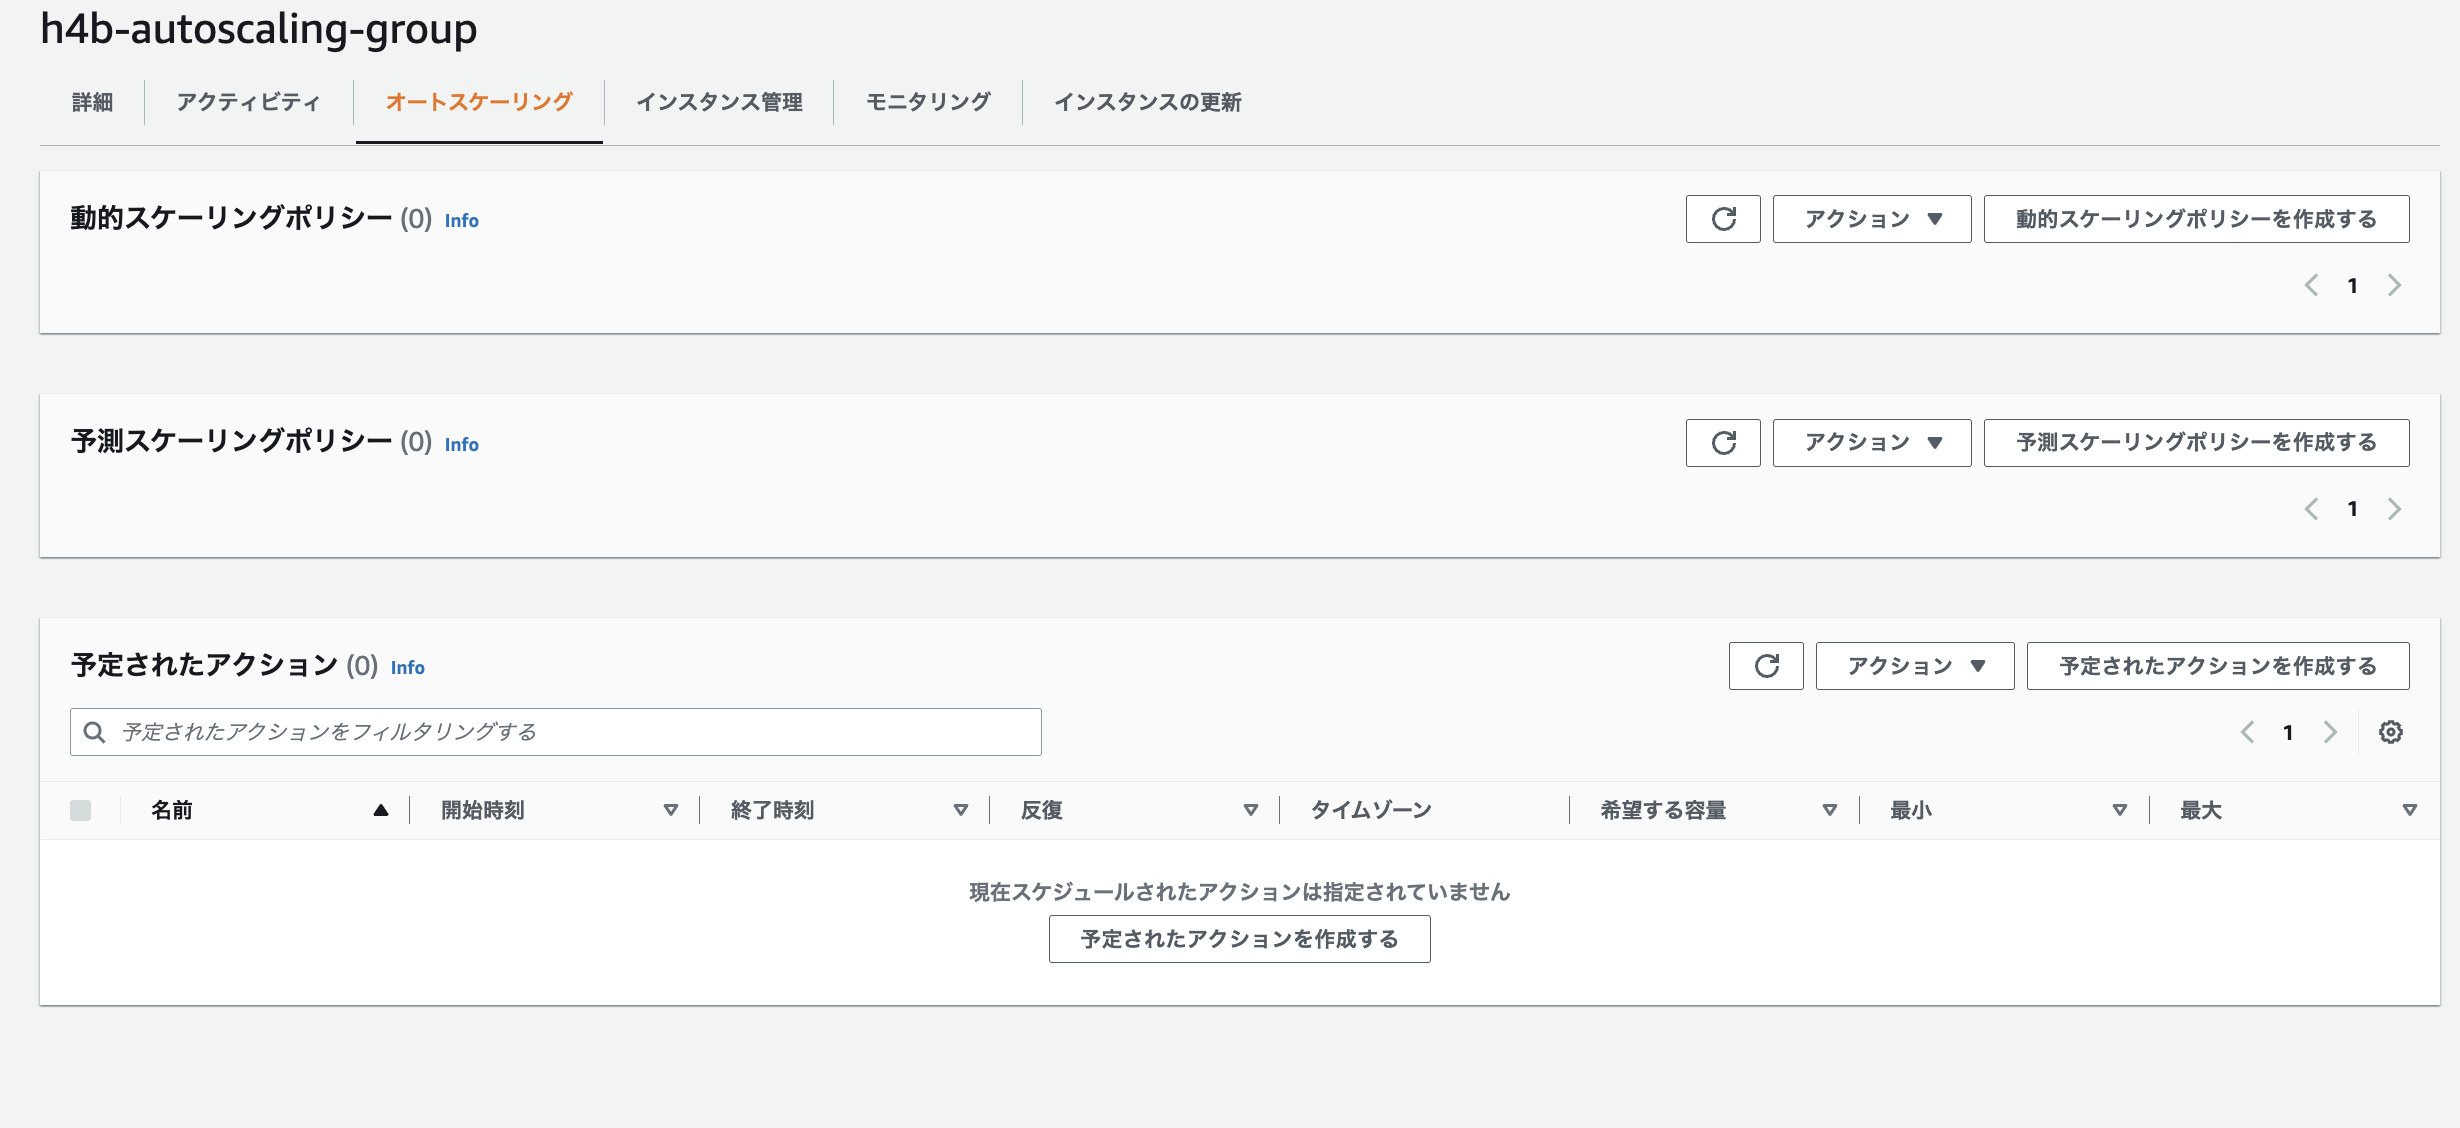 h4b-autoscaling-group
詳細 アクティビティ オートスケーリング インスタンス管理 モニタリング インスタンスの更新
動的スケーリングポリシー (0) Info アクション 動的スケーリングポリシーを作成する
1
予測スケーリングポリシー (0) Info アクション 予測スケーリングポリシーを作成する
1
予定されたアクション (0) Info アクション 予定されたアクションを作成する
予定されたアクションをフィルタリングする 1
名前 開始時刻 終了時刻 反復 タイムゾーン 希望する容量 最小 最大
現在スケジュールされたアクションは指定されていません
予定されたアクションを作成する